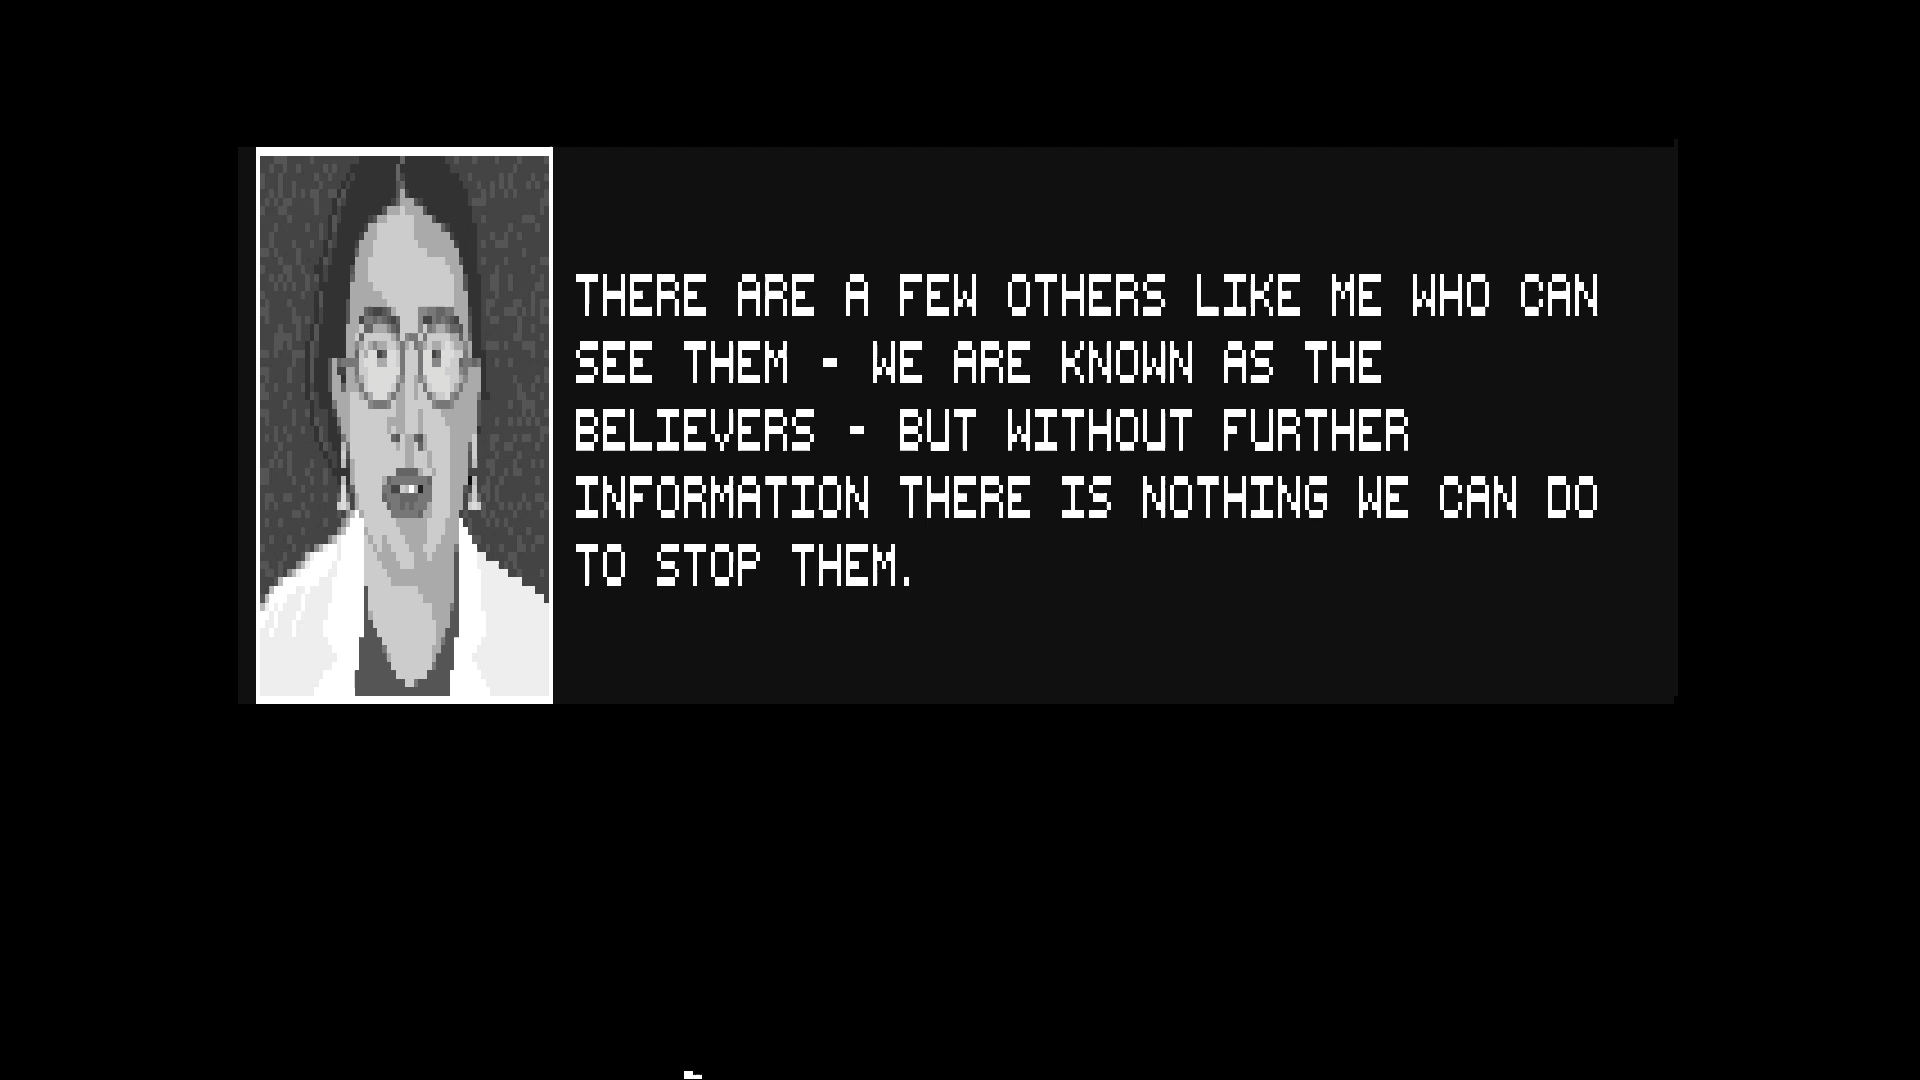 THERE ARE A FEW OTHERS LIKE ME WHO CAN
SEE THEM - WE ARE KNOWN AS THE
BELIEVERS - BUT WITHOUT FURTHER
INFORMATION THERE IS NOTHING WE CAN DO
TO STOP THEM.